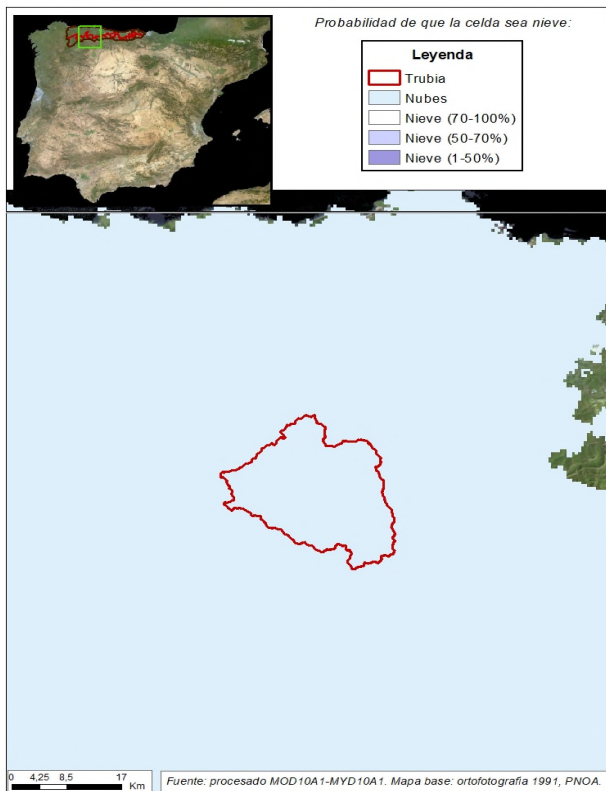 Probabilidad de que la celda sea nieve:
Leyenda
Trubia
Nubes
Nieve (70-100%)
Nieve (50-70%)
Nieve (1-50%)
0 4,25 8,5 17
Km
Fuente: procesado MOD10A1-MYD10A1. Mapa base: ortofotografia 1991, PNOA.